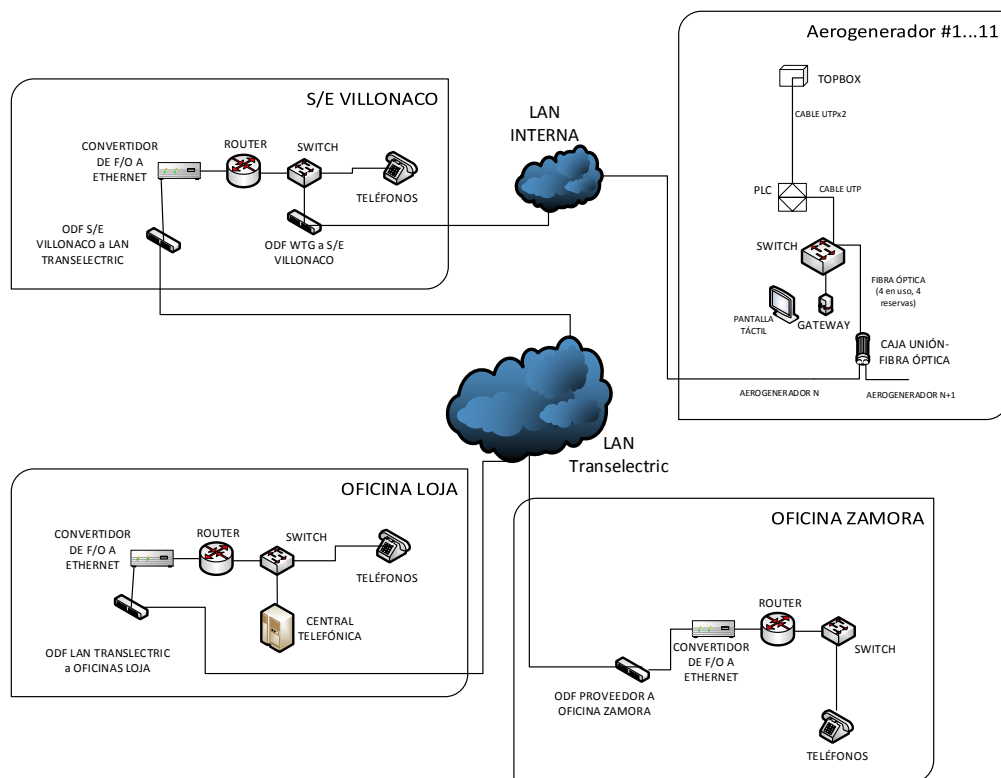 Aerogenerador #1...11
TOPBOX
CABLE UTPx2
PLC
CABLE UTP
SWITCH
FIBRA ÓPTICA
(4 en uso, 4
reservas)
PANTALLA
TÁCTIL
GATEWAY
CAJA UNIÓN-
FIBRA ÓPTICA
AEROGENERADOR N
AEROGENERADOR N+1
S/E VILLONACO
CONVERTIDOR
DE F/O A
ETHERNET
ROUTER
SWITCH
TELÉFONOS
ODF S/E
VILLONACO a LAN
TRANSELECTRIC
ODF WTG a S/E
VILLONACO
LAN
INTERNA
LAN
Transelectric
OFICINA LOJA
CONVERTIDOR
DE F/O A
ETHERNET
ROUTER
SWITCH
TELÉFONOS
CENTRAL
TELEFÓNICA
ODF LAN TRANSLECTRIC
a OFICINAS LOJA
OFICINA ZAMORA
ROUTER
SWITCH
CONVERTIDOR
DE F/O A
ETHERNET
ODF PROVEEDOR A
OFICINA ZAMORA
TELÉFONOS